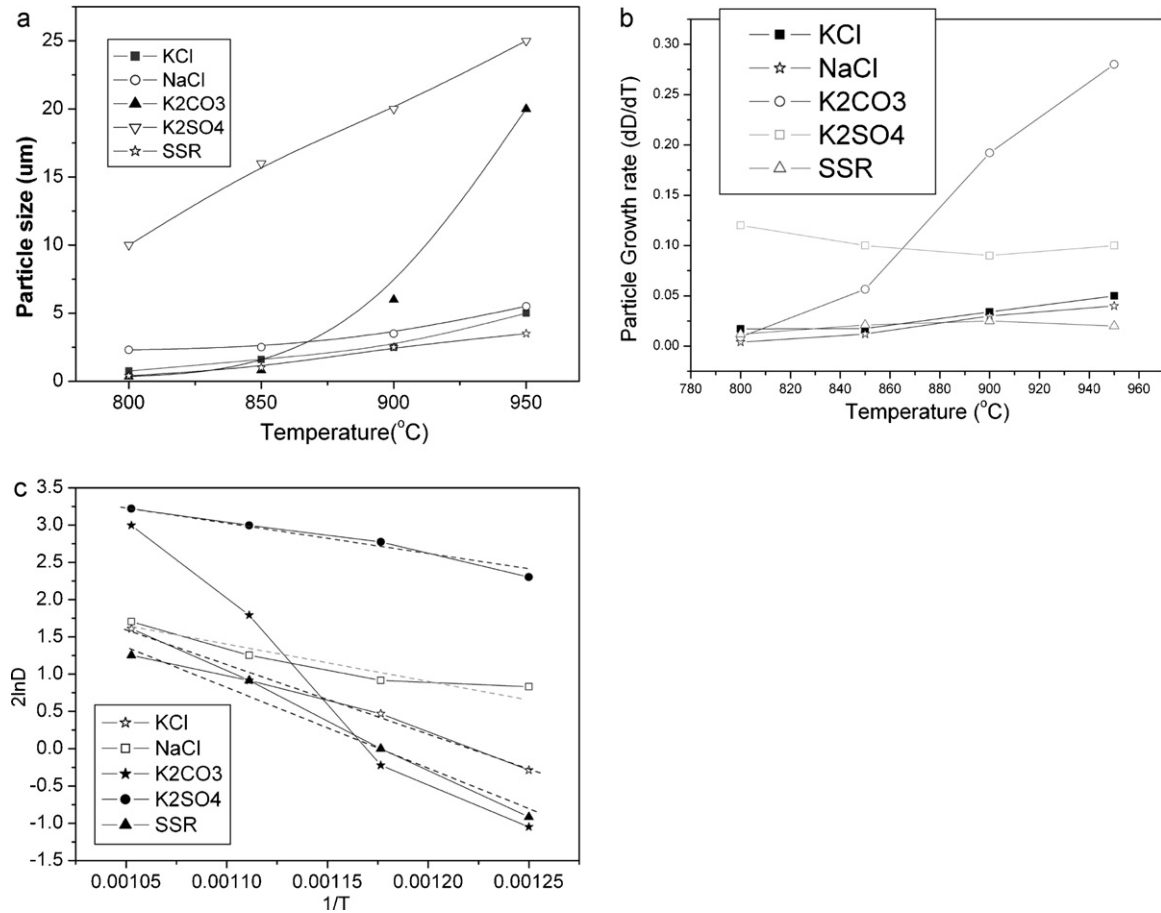 a
Particle size (um)
25
20
15
10
5
0
KCl
NaCl
K2CO3
K2SO4
SSR
800 850 900 950
Temperature(°C)
b
Particle Growth rate (dD/dT)
0.30
0.25
0.20
0.15
0.10
0.05
0.00
KCl
NaCl
K2CO3
K2SO4
SSR
780 800 820 840 860 880 900 920 940 960
Temperature (°C)
c
2lnD
3.5
3.0
2.5
2.0
1.5
1.0
0.5
0.0
-0.5
-1.0
-1.5
KCl
NaCl
K2CO3
K2SO4
SSR
0.00105 0.00110 0.00115 0.00120 0.00125
1/T